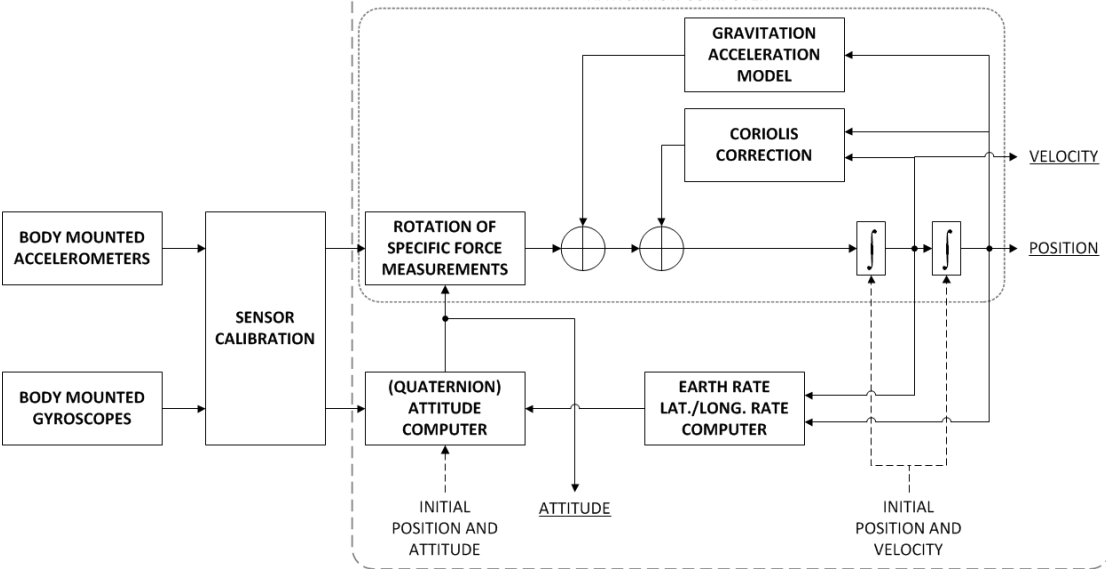 GRAVITATION
ACCELERATION
MODEL
CORIOLIS
CORRECTION
VELOCITY
BODY MOUNTED
ACCELEROMETERS
ROTATION OF
SPECIFIC FORCE
MEASUREMENTS
∫
∫
POSITION
SENSOR
CALIBRATION
BODY MOUNTED
GYROSCOPES
(QUATERNION)
ATTITUDE
COMPUTER
EARTH RATE
LAT./LONG. RATE
COMPUTER
INITIAL
POSITION AND
ATTITUDE
ATTITUDE
INITIAL
POSITION AND
VELOCITY